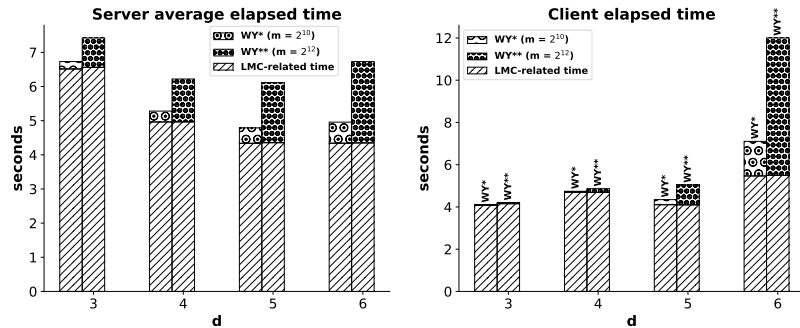 Server average elapsed time
WY* (m = 2^10)
WY** (m = 2^12)
LMC-related time
seconds
7
6
5
4
3
2
1
0
3 4 5 6
d
Client elapsed time
WY* (m = 2^10)
WY** (m = 2^12)
LMC-related time
seconds
12
10
8
6
4
2
0
WY* WY** WY* WY** WY* WY** WY* WY**
3 4 5 6
d